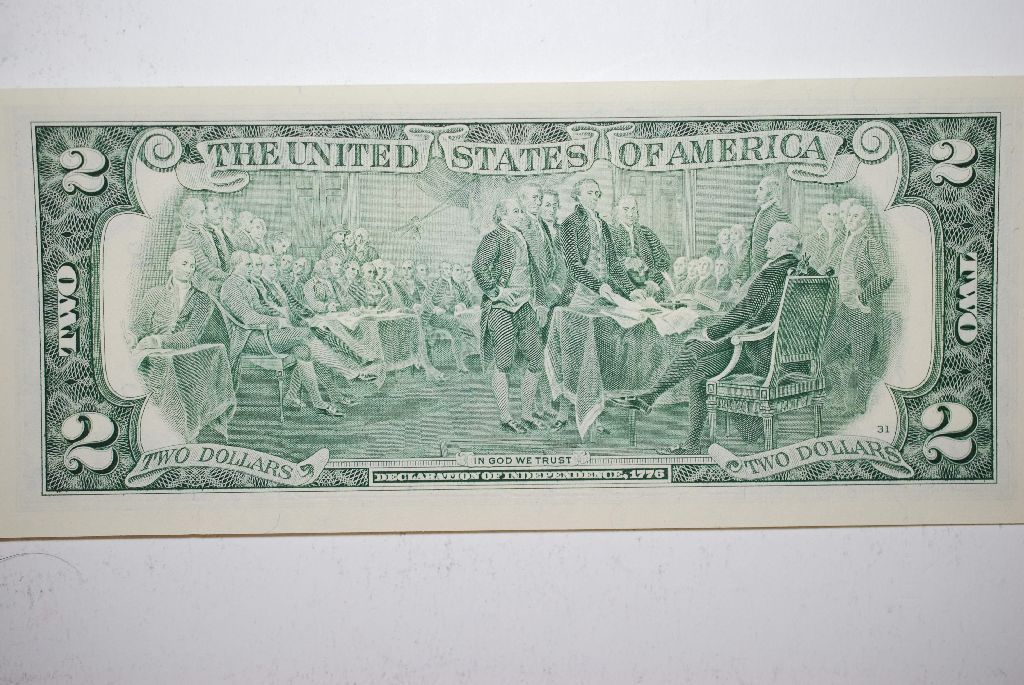 THE UNITED STATES OF AMERICA
2
2
TWO
TWO
2
2
31
TWO DOLLARS
TWO DOLLARS
IN GOD WE TRUST
DECLARATION OF INDEPENDENCE, 1776